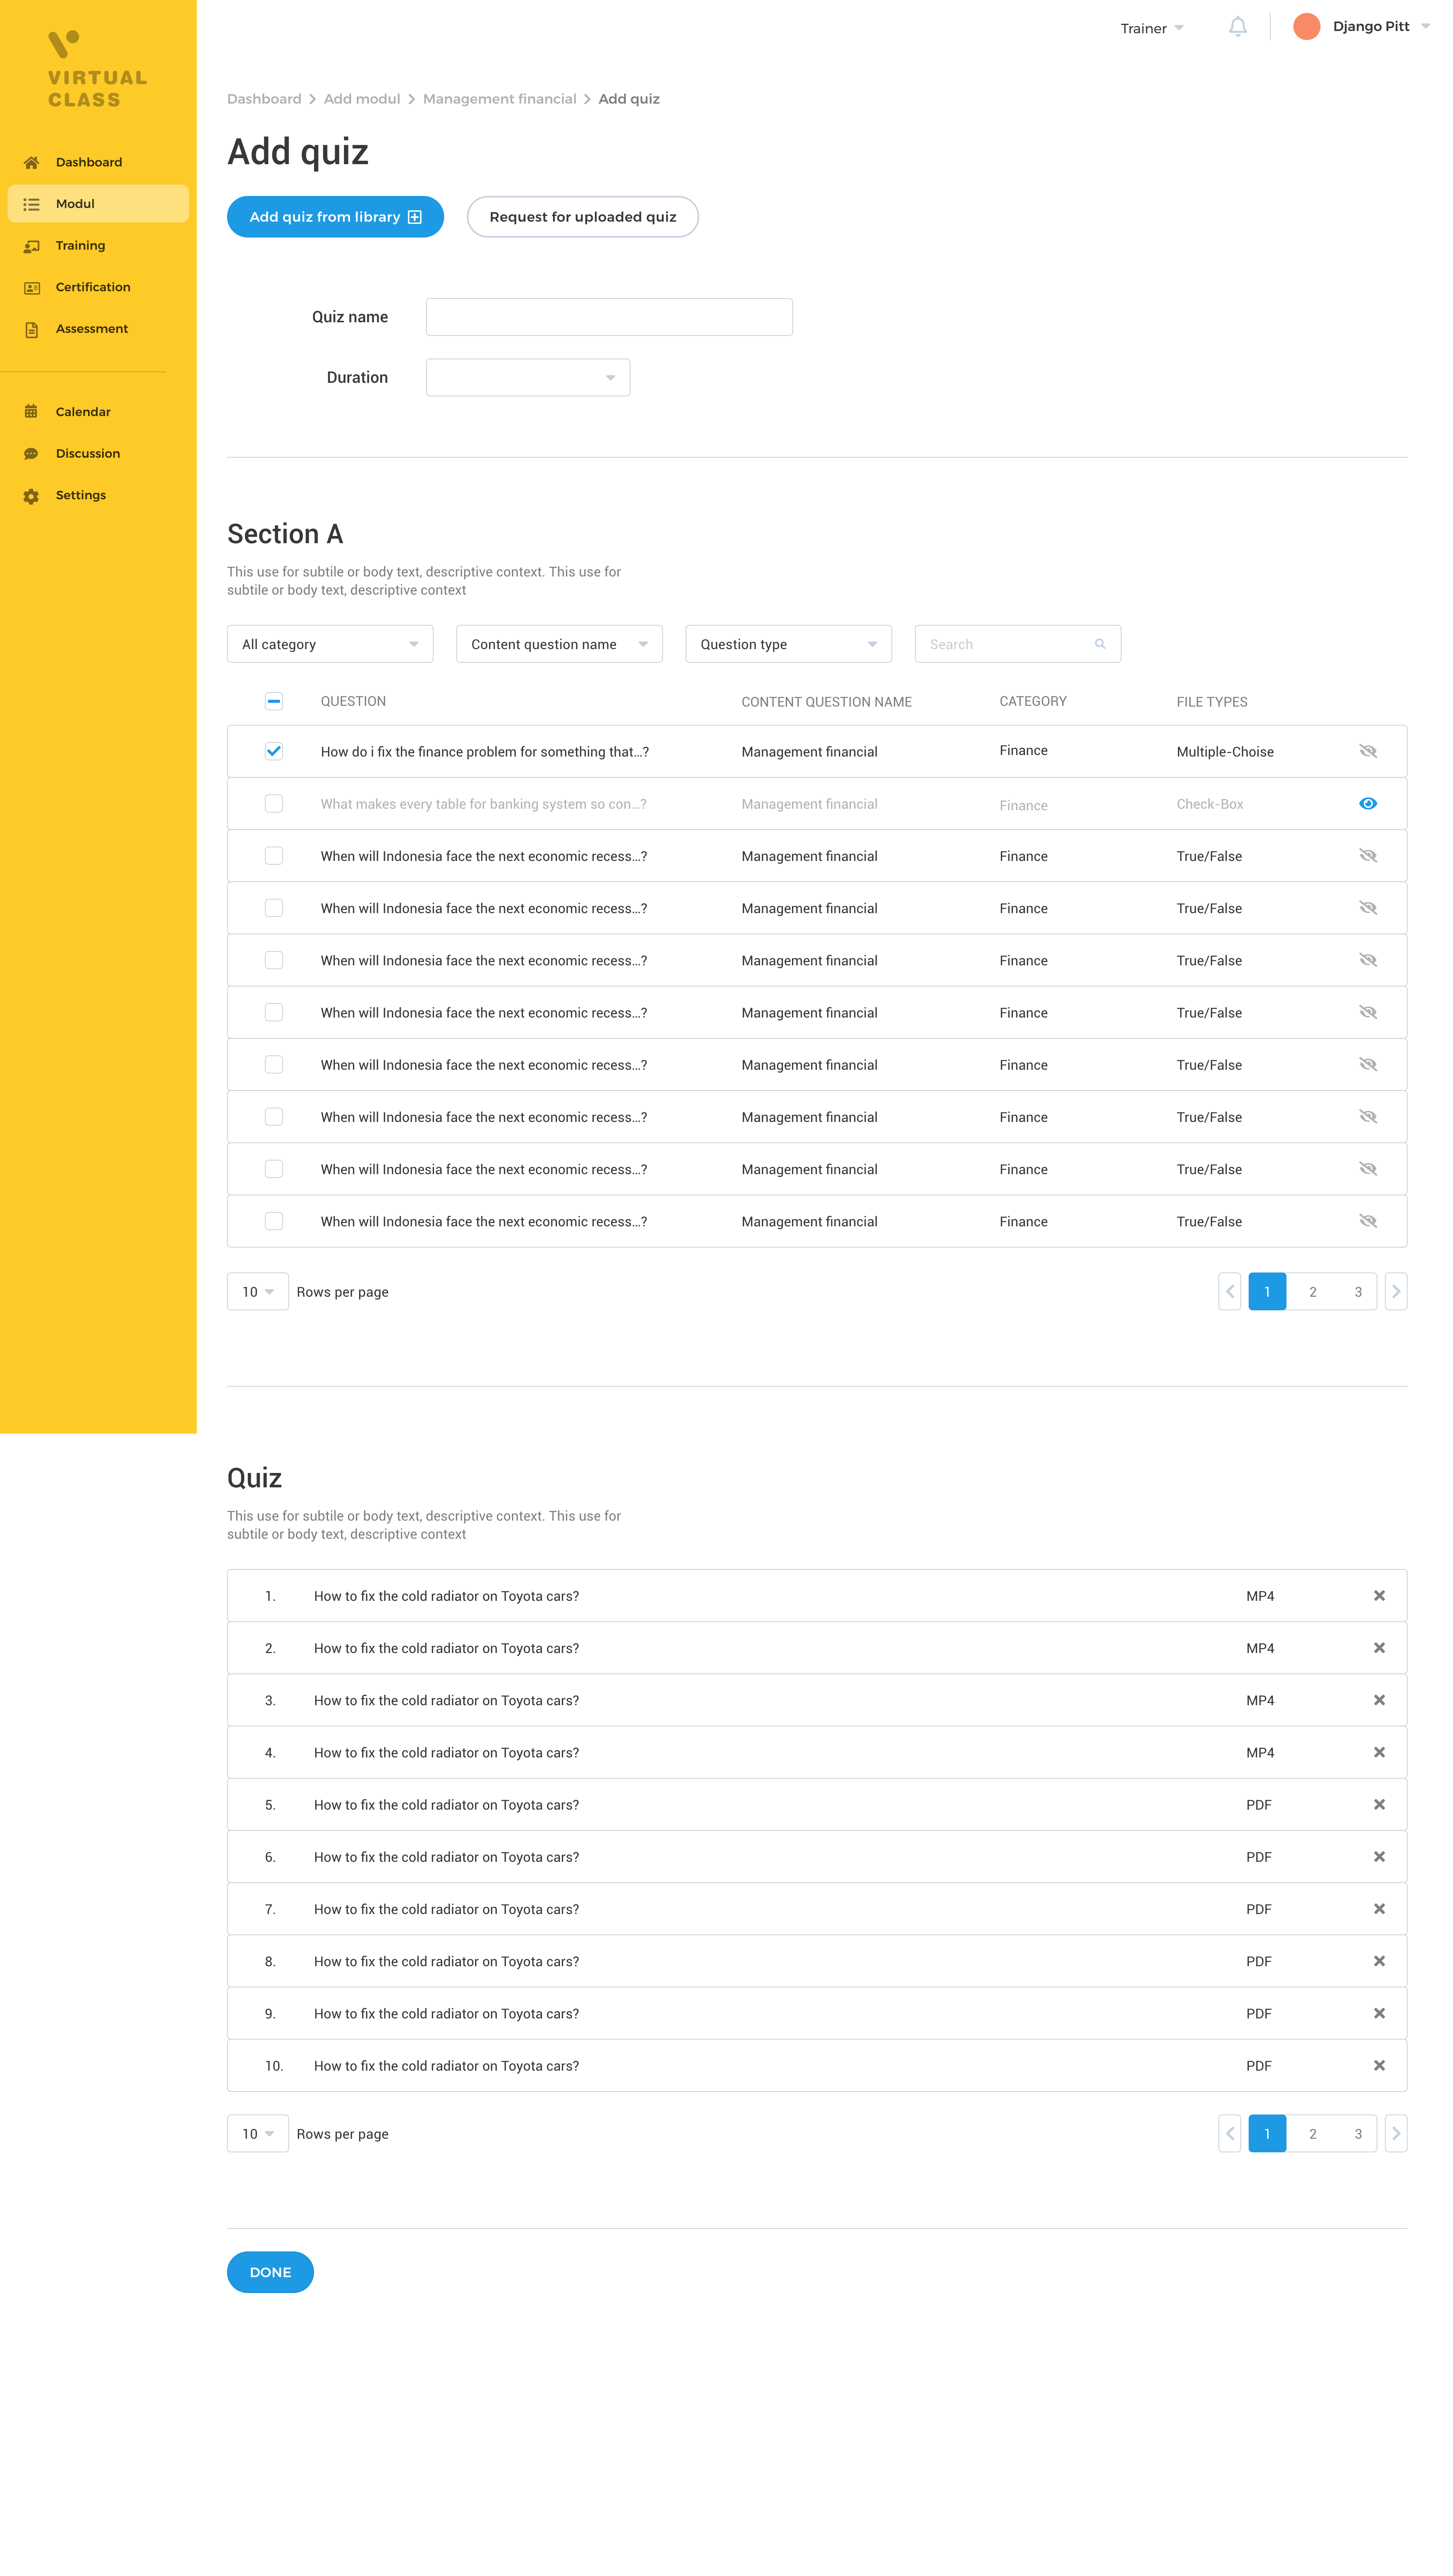 VIRTUAL
CLASS
Dashboard
Modul
Training
Certification
Assessment
Calendar
Discussion
Settings
Trainer
Django Pitt
Dashboard > Add modul > Management financial > Add quiz
Add quiz
Add quiz from library
Request for uploaded quiz
Quiz name
Duration
Section A
This use for subtile or body text, descriptive context. This use for
subtile or body text, descriptive context
All category Content question name Question type Search
QUESTION CONTENT QUESTION NAME CATEGORY FILE TYPES
How do i fix the finance problem for something that...? Management financial Finance Multiple-Choise
What makes every table for banking system so con...? Management financial Finance Check-Box
When will Indonesia face the next economic recess...? Management financial Finance True/False
When will Indonesia face the next economic recess...? Management financial Finance True/False
When will Indonesia face the next economic recess...? Management financial Finance True/False
When will Indonesia face the next economic recess...? Management financial Finance True/False
When will Indonesia face the next economic recess...? Management financial Finance True/False
When will Indonesia face the next economic recess...? Management financial Finance True/False
When will Indonesia face the next economic recess...? Management financial Finance True/False
When will Indonesia face the next economic recess...? Management financial Finance True/False
10 Rows per page 1 2 3
Quiz
This use for subtile or body text, descriptive context. This use for
subtile or body text, descriptive context
1. How to fix the cold radiator on Toyota cars? MP4
2. How to fix the cold radiator on Toyota cars? MP4
3. How to fix the cold radiator on Toyota cars? MP4
4. How to fix the cold radiator on Toyota cars? MP4
5. How to fix the cold radiator on Toyota cars? PDF
6. How to fix the cold radiator on Toyota cars? PDF
7. How to fix the cold radiator on Toyota cars? PDF
8. How to fix the cold radiator on Toyota cars? PDF
9. How to fix the cold radiator on Toyota cars? PDF
10. How to fix the cold radiator on Toyota cars? PDF
10 Rows per page 1 2 3
DONE